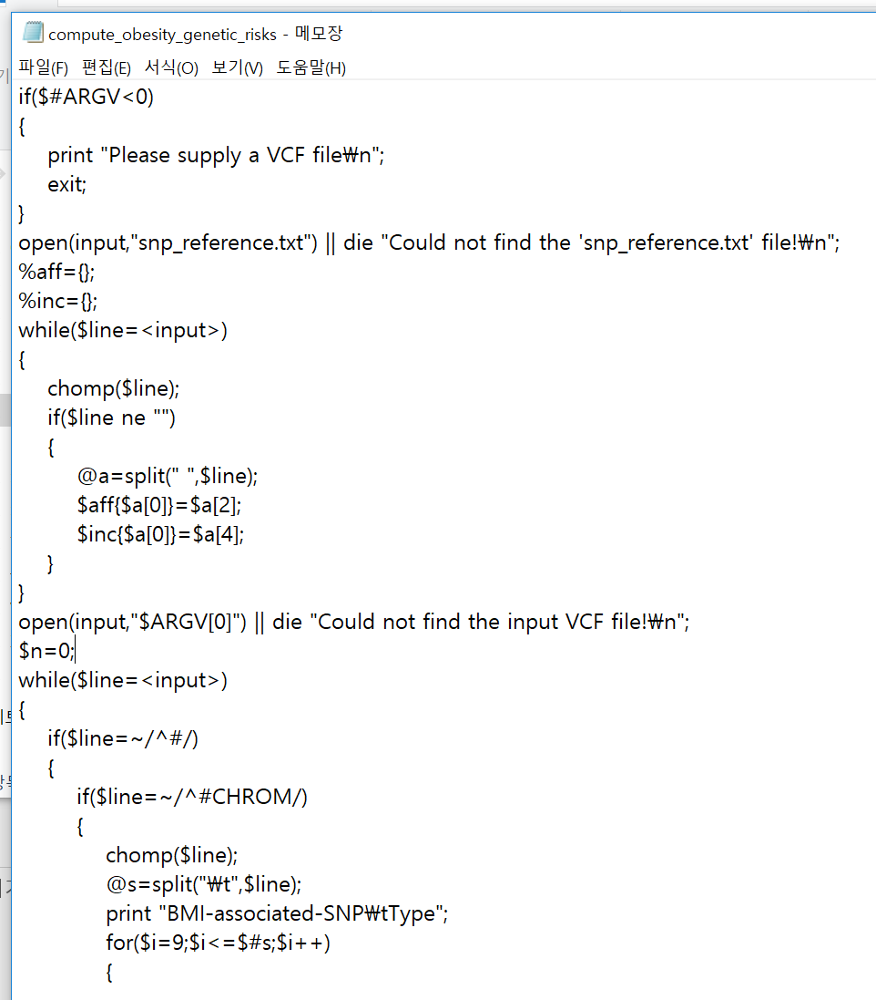 compute_obesity_genetic_risks - 메모장
파일(F) 편집(E) 서식(O) 보기(V) 도움말(H)
if($#ARGV<0)
{
print "Please supply a VCF file₩n";
exit;
}
open(input,"snp_reference.txt") || die "Could not find the 'snp_reference.txt' file!₩n";
%aff={};
%inc={};
while($line=<input>)
{
chomp($line);
if($line ne "")
{
@a=split(" ",$line);
$aff{$a[0]}=$a[2];
$inc{$a[0]}=$a[4];
}
}
open(input,"$ARGV[0]") || die "Could not find the input VCF file!₩n";
$n=0;
while($line=<input>)
{
if($line=~/^#/)
{
if($line=~/^#CHROM/)
{
chomp($line);
@s=split("₩t",$line);
print "BMI-associated-SNP₩tType";
for($i=9;$i<=$#s;$i++)
{